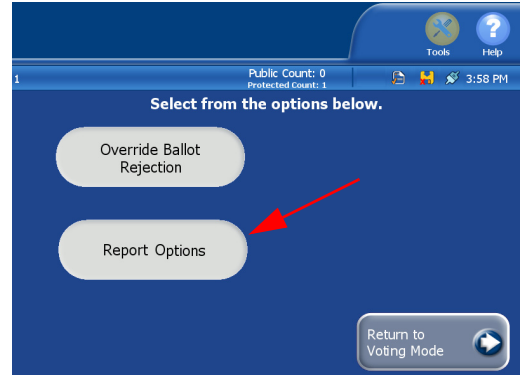 Tools Help
1 Public Count: 0 3:58 PM
Protected Count: 1
Select from the options below.
Override Ballot
Rejection
Report Options
Return to
Voting Mode